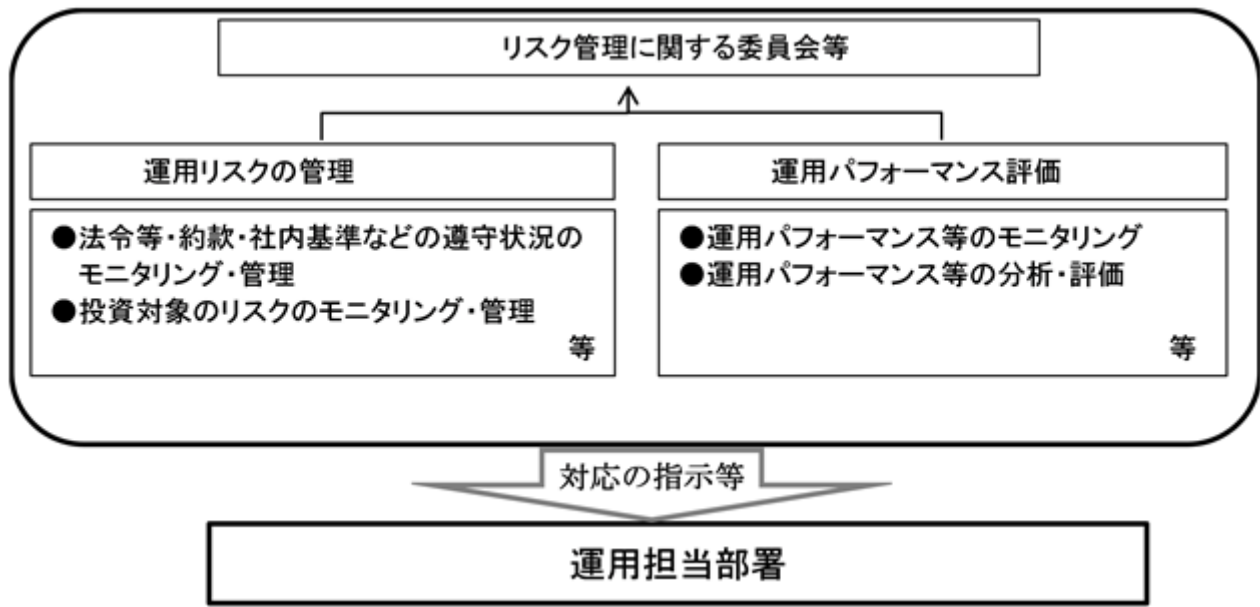 リスク管理に関する委員会等
運用リスクの管理
運用パフォーマンス評価
●法令等・約款・社内基準などの遵守状況の
モニタリング・管理
●投資対象のリスクのモニタリング・管理
等
●運用パフォーマンス等のモニタリング
●運用パフォーマンス等の分析・評価
等
対応の指示等
運用担当部署